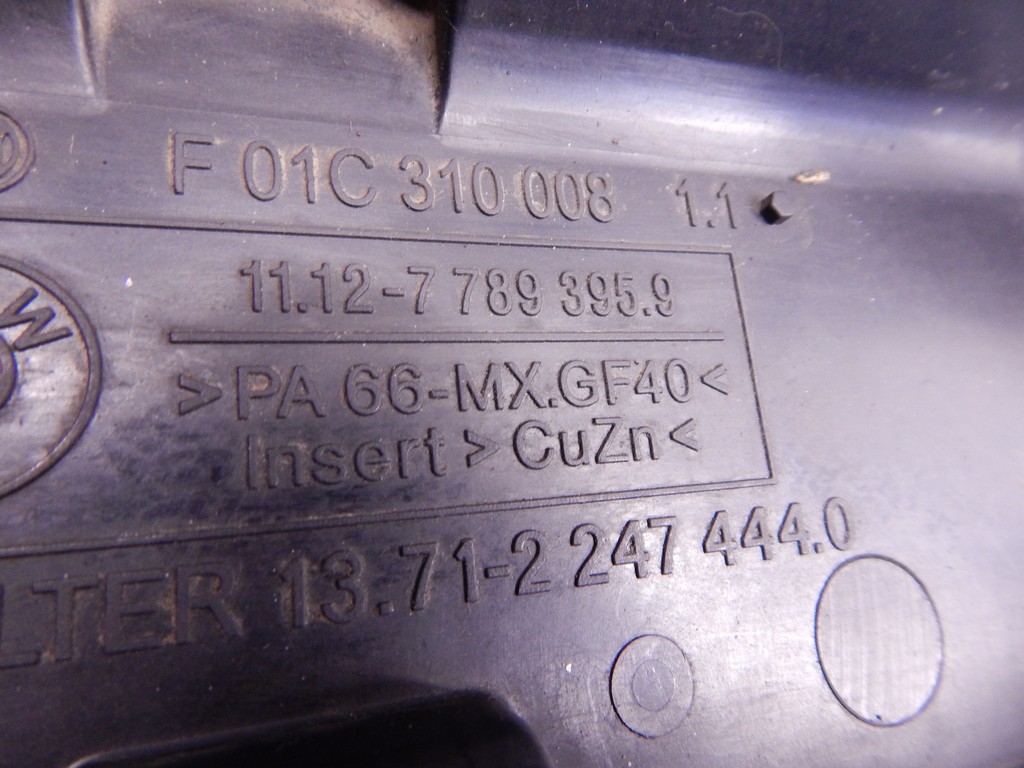 F 01C 310 008 1.1
11.12-7 789 395.9
>PA 66-MX.GF40<
W
Insert >CuZn<
LTER 13.71-2 247 444.0